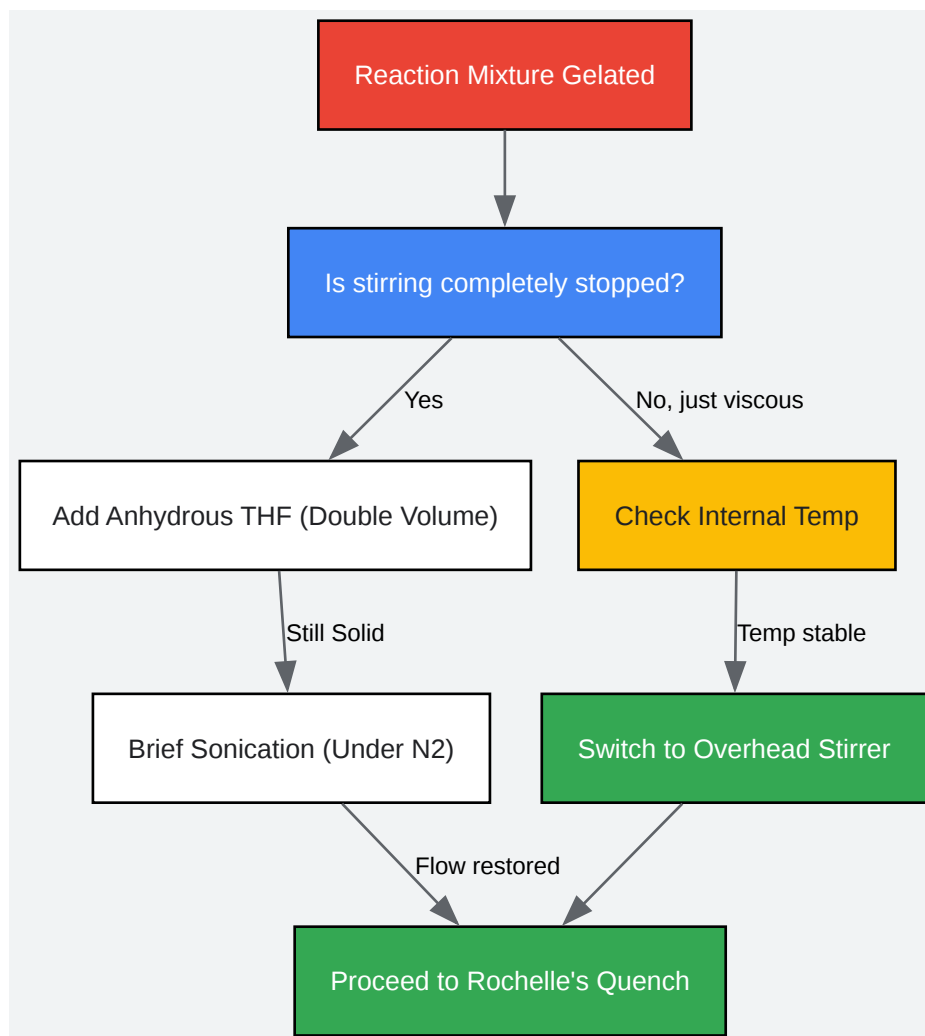 Reaction Mixture Gelated
Is stirring completely stopped?
Yes
No, just viscous
Add Anhydrous THF (Double Volume)
Check Internal Temp
Still Solid
Temp stable
Brief Sonication (Under N2)
Switch to Overhead Stirrer
Flow restored
Proceed to Rochelle's Quench